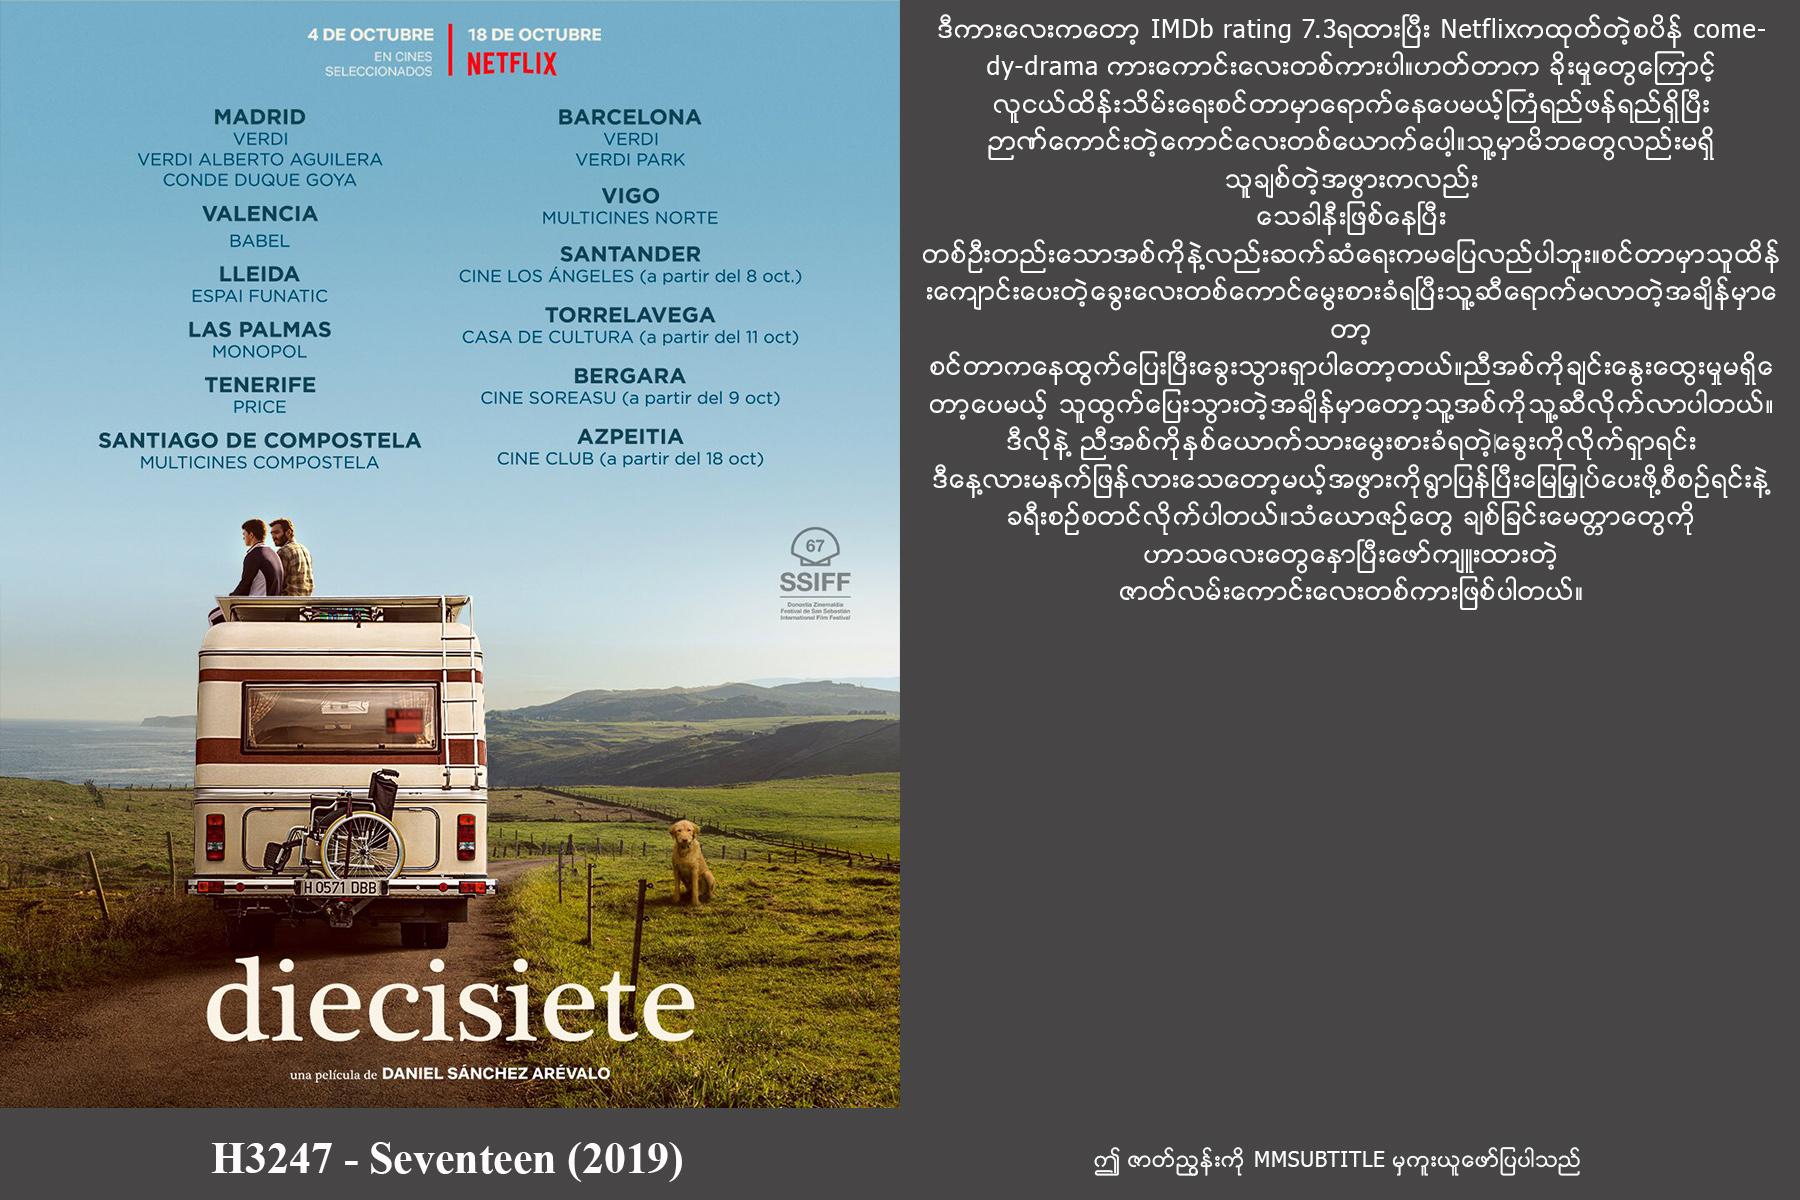 4 DE OCTUBRE
EN CINES
SELECCIONADOS
18 DE OCTUBRE
NETFLIX
MADRID
VERDI
VERDI ALBERTO AGUILERA
CONDE DUQUE GOYA
VALENCIA
BABEL
LLEIDA
ESPAI FUNATIC
LAS PALMAS
MONOPOL
TENERIFE
PRICE
SANTIAGO DE COMPOSTELA
MULTICINES COMPOSTELA
BARCELONA
VERDI
VERDI PARK
VIGO
MULTICINES NORTE
SANTANDER
CINE LOS ÁNGELES (a partir del 8 oct.)
TORRELAVEGA
CASA DE CULTURA (a partir del 11 oct)
BERGARA
CINE SOREASU (a partir del 9 oct)
AZPEITIA
CINE CLUB (a partir del 18 oct)
67
SSIFF
Donostia Zinemaldia
Festival de San Sebastián
International Film Festival
H 0571 DBB
diecisiete
una película de DANIEL SÁNCHEZ ARÉVALO
H3247 - Seventeen (2019)
ဒီကားလေးကတော့ IMDb rating 7.3ရထားပြီး Netflixကထုတ်တဲ့စပိန် come-
dy-drama ကားကောင်းလေးတစ်ကားပါ။ဟတ်တာက ခိုးမှုတွေကြောင့်
လူငယ်ထိန်းသိမ်းရေးစင်တာမှာရောက်နေပေမယ့်ကြံရည်ဖန်ရည်ရှိပြီး
ဉာဏ်ကောင်းတဲ့ကောင်လေးတစ်ယောက်ပေါ့။သူ့မှာမိဘတွေလည်းမရှိ
သူချစ်တဲ့အဖွားကလည်း
သေခါနီးဖြစ်နေပြီး
တစ်ဦးတည်းသောအစ်ကိုနဲ့လည်းဆက်ဆံရေးကမပြေလည်ပါဘူး။စင်တာမှာသူထိန်
းကျောင်းပေးတဲ့ခွေးလေးတစ်ကောင်မွေးစားခံရပြီးသူ့ဆီရောက်မလာတဲ့အချိန်မှာေ
တာ့
စင်တာကနေထွက်ပြေးပြီးခွေးသွားရှာပါတော့တယ်။ညီအစ်ကိုချင်းနွေးထွေးမှုမရှိေ
တာ့ပေမယ့် သူထွက်ပြေးသွားတဲ့အချိန်မှာတော့သူ့အစ်ကိုသူ့ဆီလိုက်လာပါတယ်။
ဒီလိုနဲ့ ညီအစ်ကိုနှစ်ယောက်သားမွေးစားခံရတဲ့ခွေးကိုလိုက်ရှာရင်း
ဒီနေ့လားမနက်ဖြန်လားသေတော့မယ့်အဖွားကိုရွာပြန်ပြီးမြေမြှုပ်ပေးဖို့စီစဉ်ရင်းနဲ့
ခရီးစဉ်စတင်လိုက်ပါတယ်။သံယောဇဉ်တွေ ချစ်ခြင်းမေတ္တာတွေကို
ဟာသလေးတွေနှောပြီးဖော်ကျူးထားတဲ့
ဇာတ်လမ်းကောင်းလေးတစ်ကားဖြစ်ပါတယ်။
ဤ ဇာတ်ညွှန်းကို MMSUBTITLE မှကူးယူဖော်ပြပါသည်